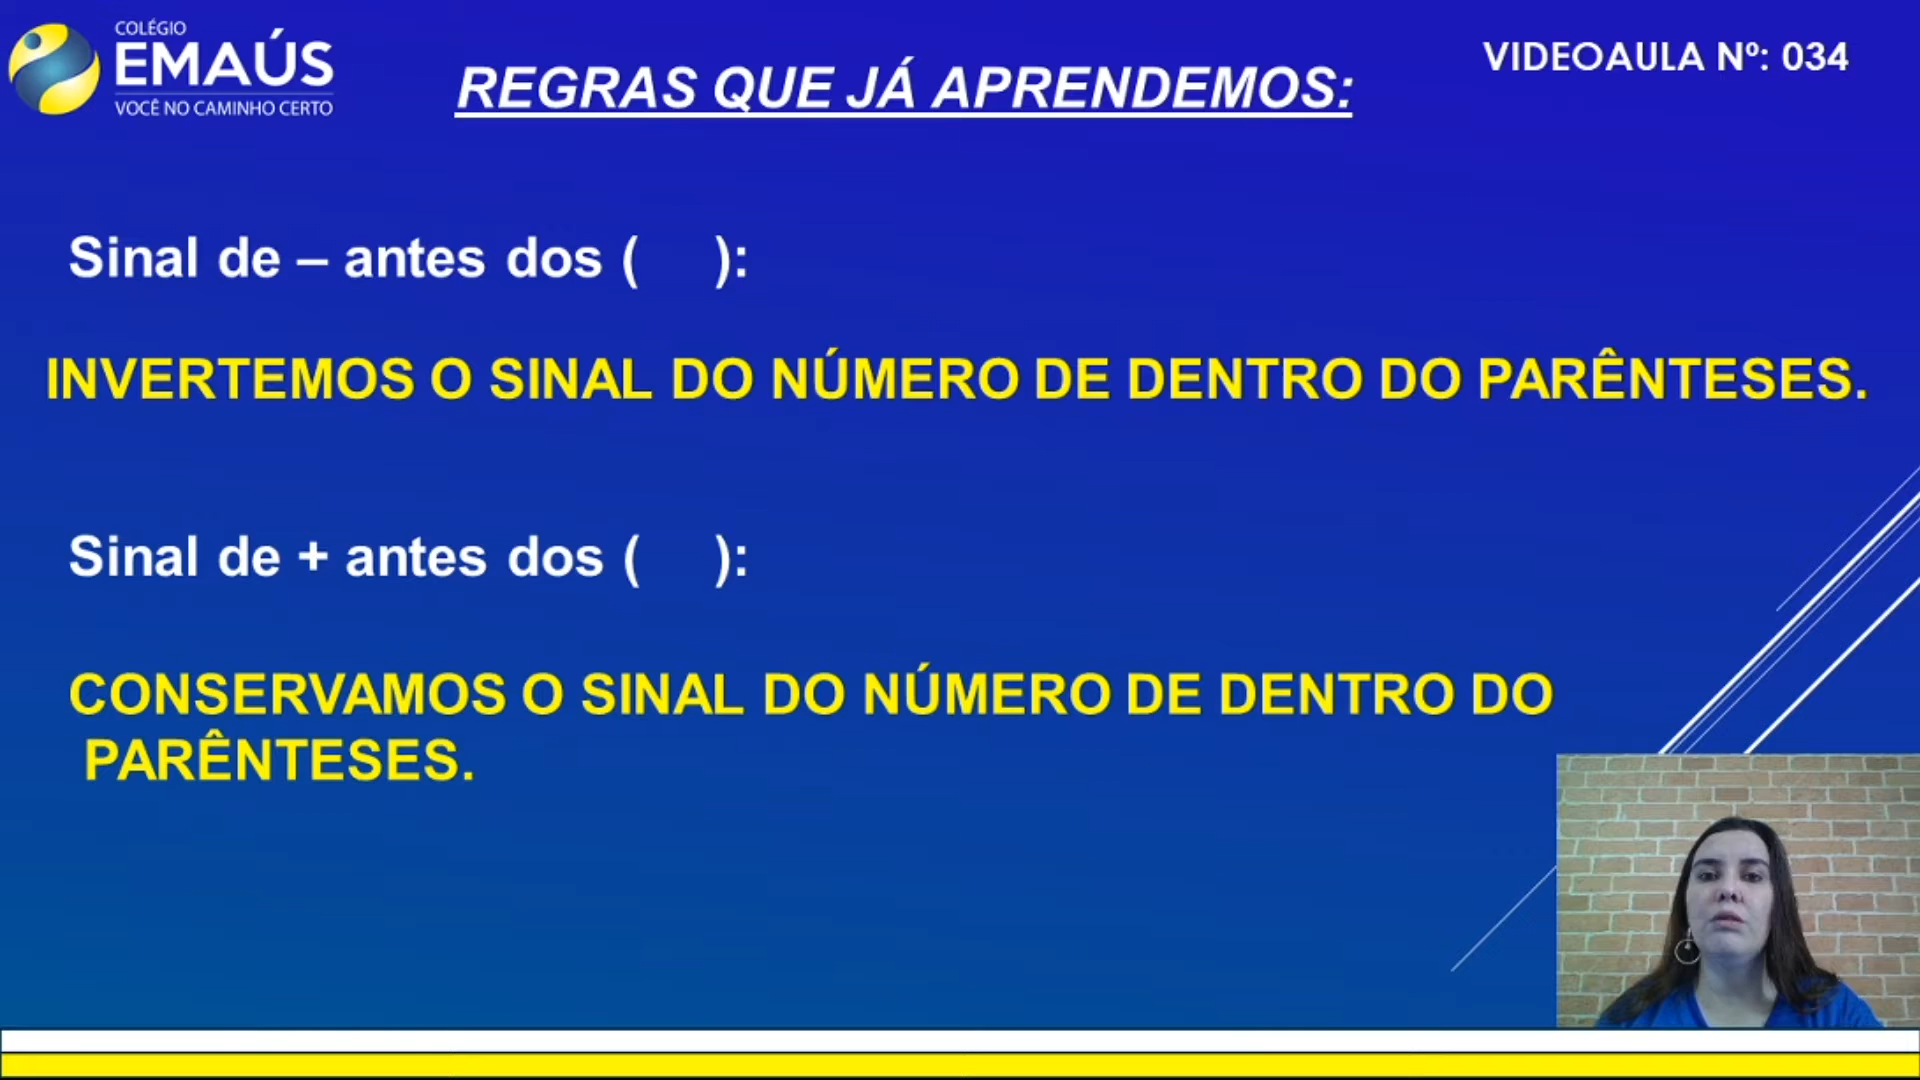 COLÉGIO
EMAÚS
VOCÊ NO CAMINHO CERTO
REGRAS QUE JÁ APRENDEMOS:
VIDEOAULA Nº: 034
Sinal de – antes dos (    ):
INVERTEMOS O SINAL DO NÚMERO DE DENTRO DO PARÊNTESES.
Sinal de + antes dos (    ):
CONSERVAMOS O SINAL DO NÚMERO DE DENTRO DO
PARÊNTESES.